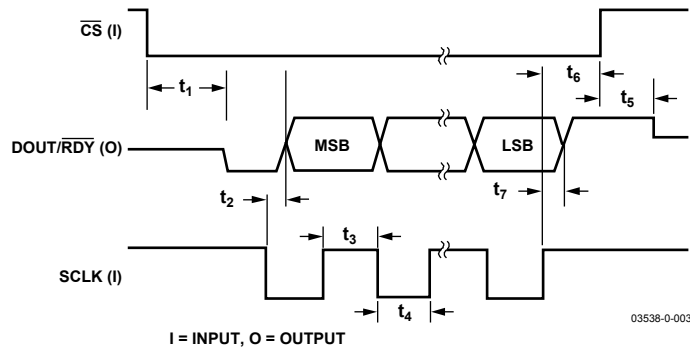 CS (I)
t1
t6
t5
DOUT/RDY (O)
MSB
LSB
t2
t7
t3
SCLK (I)
t4
03538-0-003
I = INPUT, O = OUTPUT